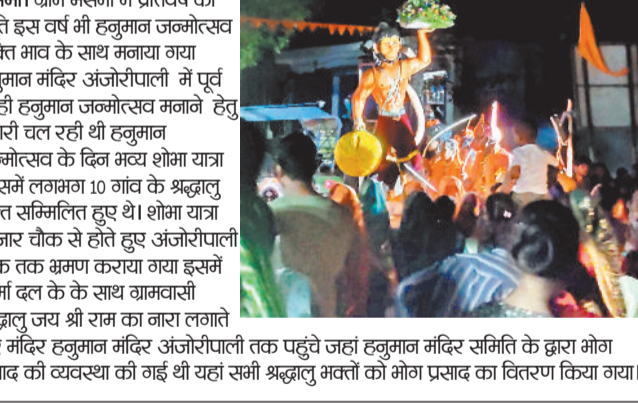 ग्राम में प्रतिवर्ष की
इस वर्ष भी हनुमान जन्मोत्सव
भाव के साथ मनाया गया
मंदिर अंजोरीपाली में पूर्व
हनुमान जन्मोत्सव मनाने हेतु
चल रही थी हनुमान
के दिन भव्य शोभा यात्रा
लगभग 10 गांव के श्रद्धालु
सम्मिलित हुए थे। शोभा यात्रा
चौक से होते हुए अंजोरीपाली
तक भ्रमण कराया गया इसमें
दल के के साथ ग्रामवासी
जय श्री राम का नारा लगाते
मंदिर हनुमान मंदिर अंजोरीपाली तक पहुंचे जहां हनुमान मंदिर समिति के द्वारा भोग
की व्यवस्था की गई थी यहां सभी श्रद्धालु भक्तों को भोग प्रसाद का वितरण किया गया।